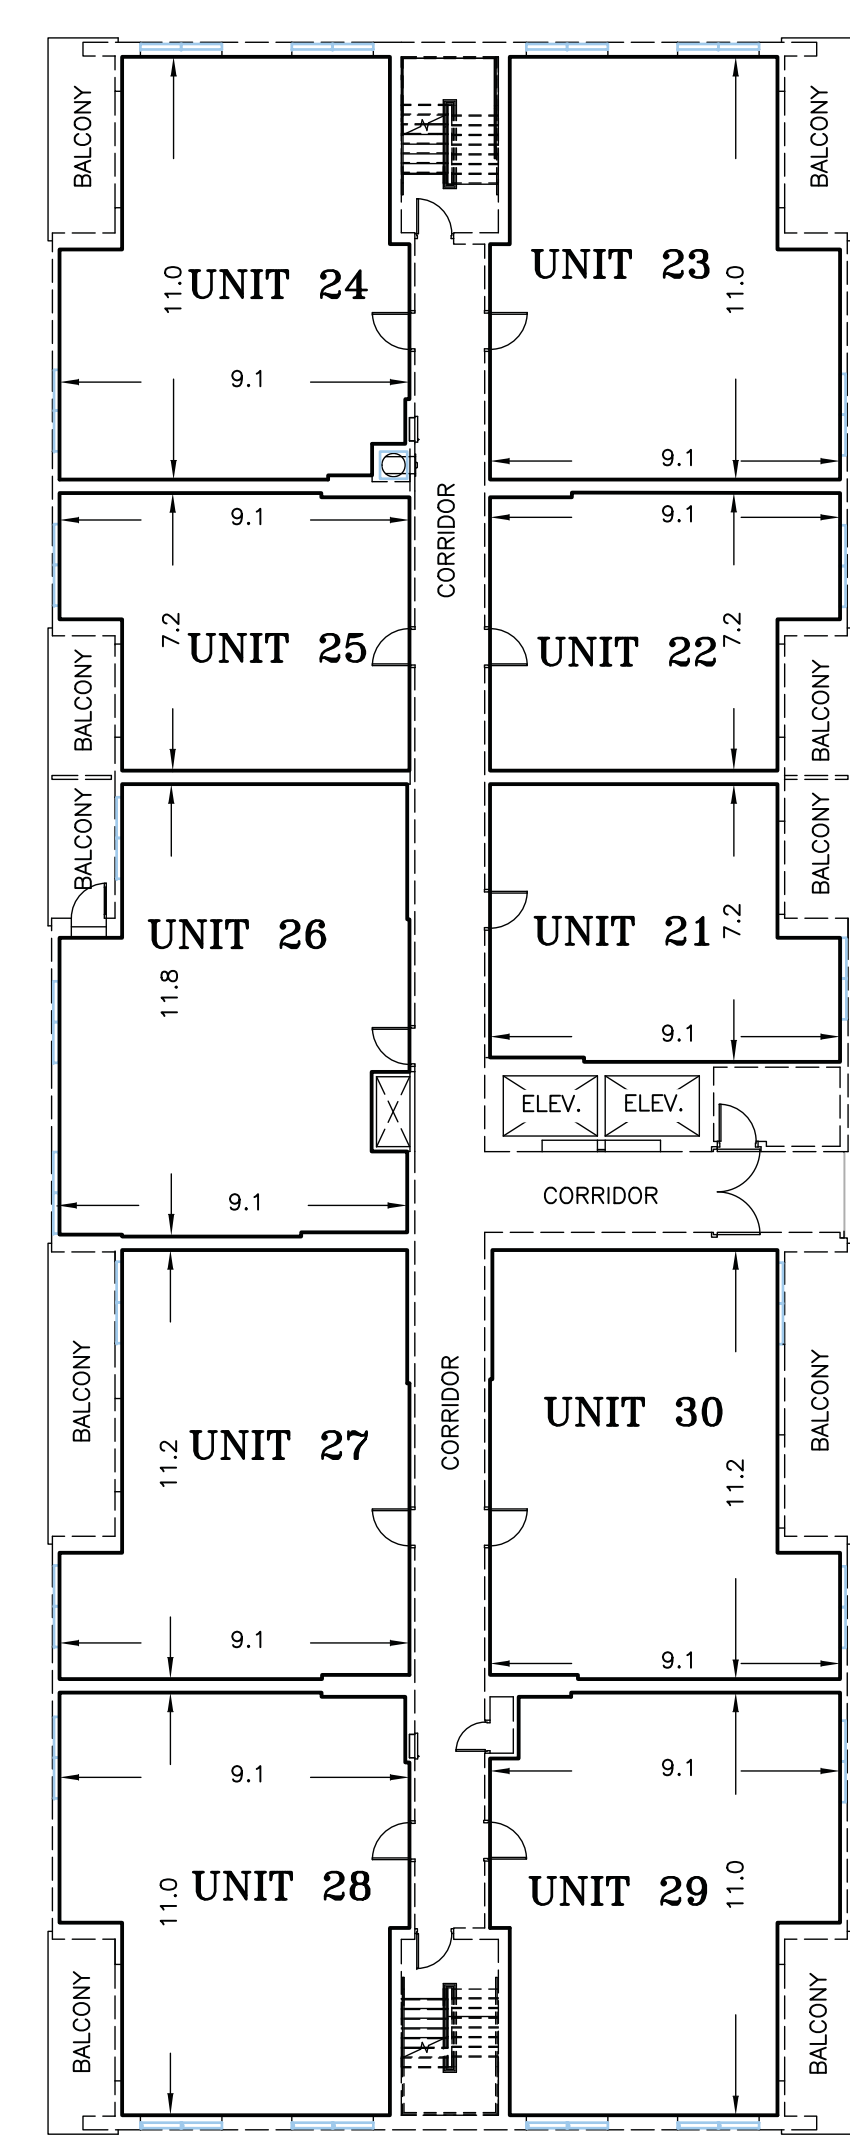 BALCONY
BALCONY
UNIT 24
11.0
9.1
UNIT 23
11.0
9.1
CORRIDOR
9.1
7.2
UNIT 25
BALCONY
9.1
7.2
UNIT 22
BALCONY
BALCONY
UNIT 26
11.8
9.1
UNIT 21
7.2
BALCONY
9.1
ELEV.
ELEV.
CORRIDOR
BALCONY
UNIT 27
11.2
9.1
CORRIDOR
UNIT 30
11.2
BALCONY
9.1
9.1
UNIT 28
11.0
BALCONY
9.1
UNIT 29
11.0
BALCONY